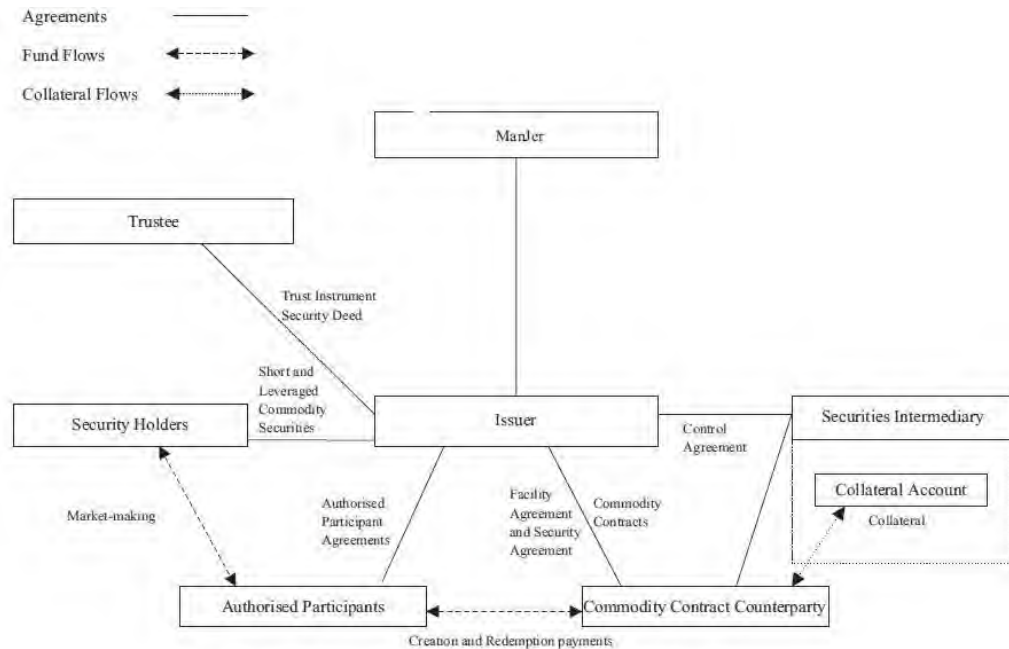 Agreements
Fund Flows
Collateral Flows
ManJer
Trustee
Trust Instrument
Security Deed
Short and
Leveraged
Commodity
Securities
Security Holders
Issuer
Securities Intermediary
Control
Agreement
Collateral Account
Collateral
Market-making
Authorised
Participant
Agreements
Facility
Agreement
and Security
Agreement
Commodity
Contracts
Authorised Participants
Commodity Contract Counterparty
Creation and Redemption payments